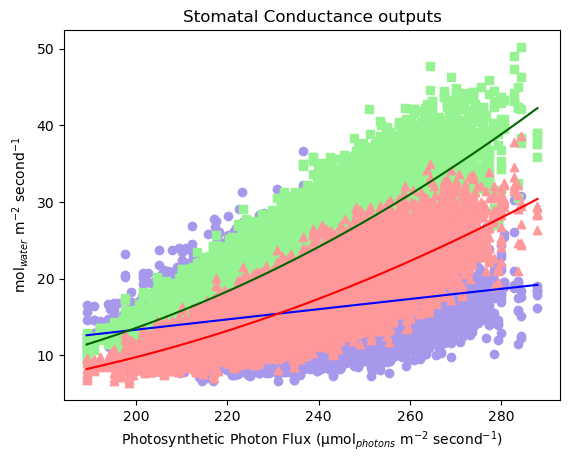 Stomatal Conductance outputs
50
40
30
20
10
mol_water m⁻² second⁻¹
200 220 240 260 280
Photosynthetic Photon Flux (μmol_photons m⁻² second⁻¹)